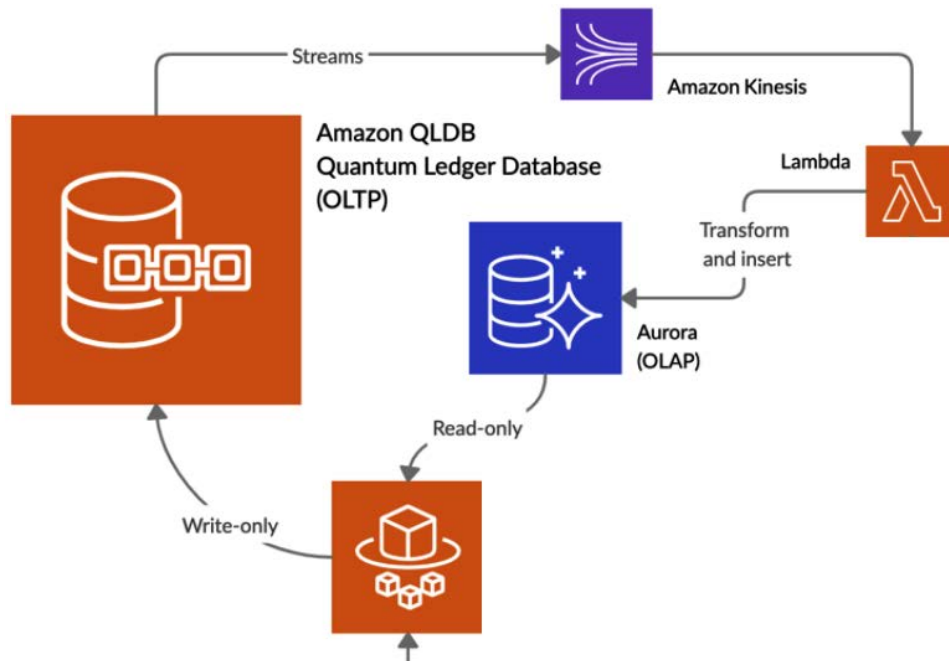 Streams
Amazon Kinesis
Amazon QLDB
Quantum Ledger Database
(OLTP)
Lambda
Transform
and insert
Aurora
(OLAP)
Read-only
Write-only